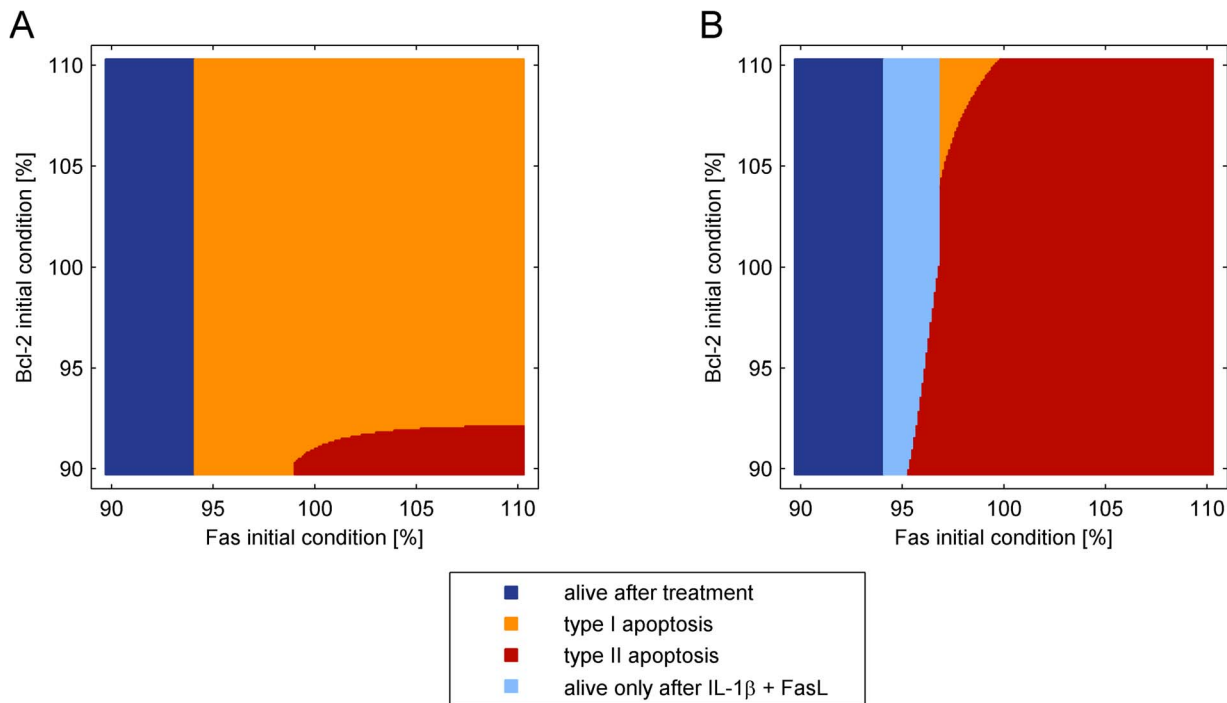 A
B
110
105
100
95
90
Bcl-2 initial condition [%]
90
95
100
105
110
Fas initial condition [%]
110
105
100
95
90
Bcl-2 initial condition [%]
90
95
100
105
110
Fas initial condition [%]
alive after treatment
type I apoptosis
type II apoptosis
alive only after IL-1β + FasL